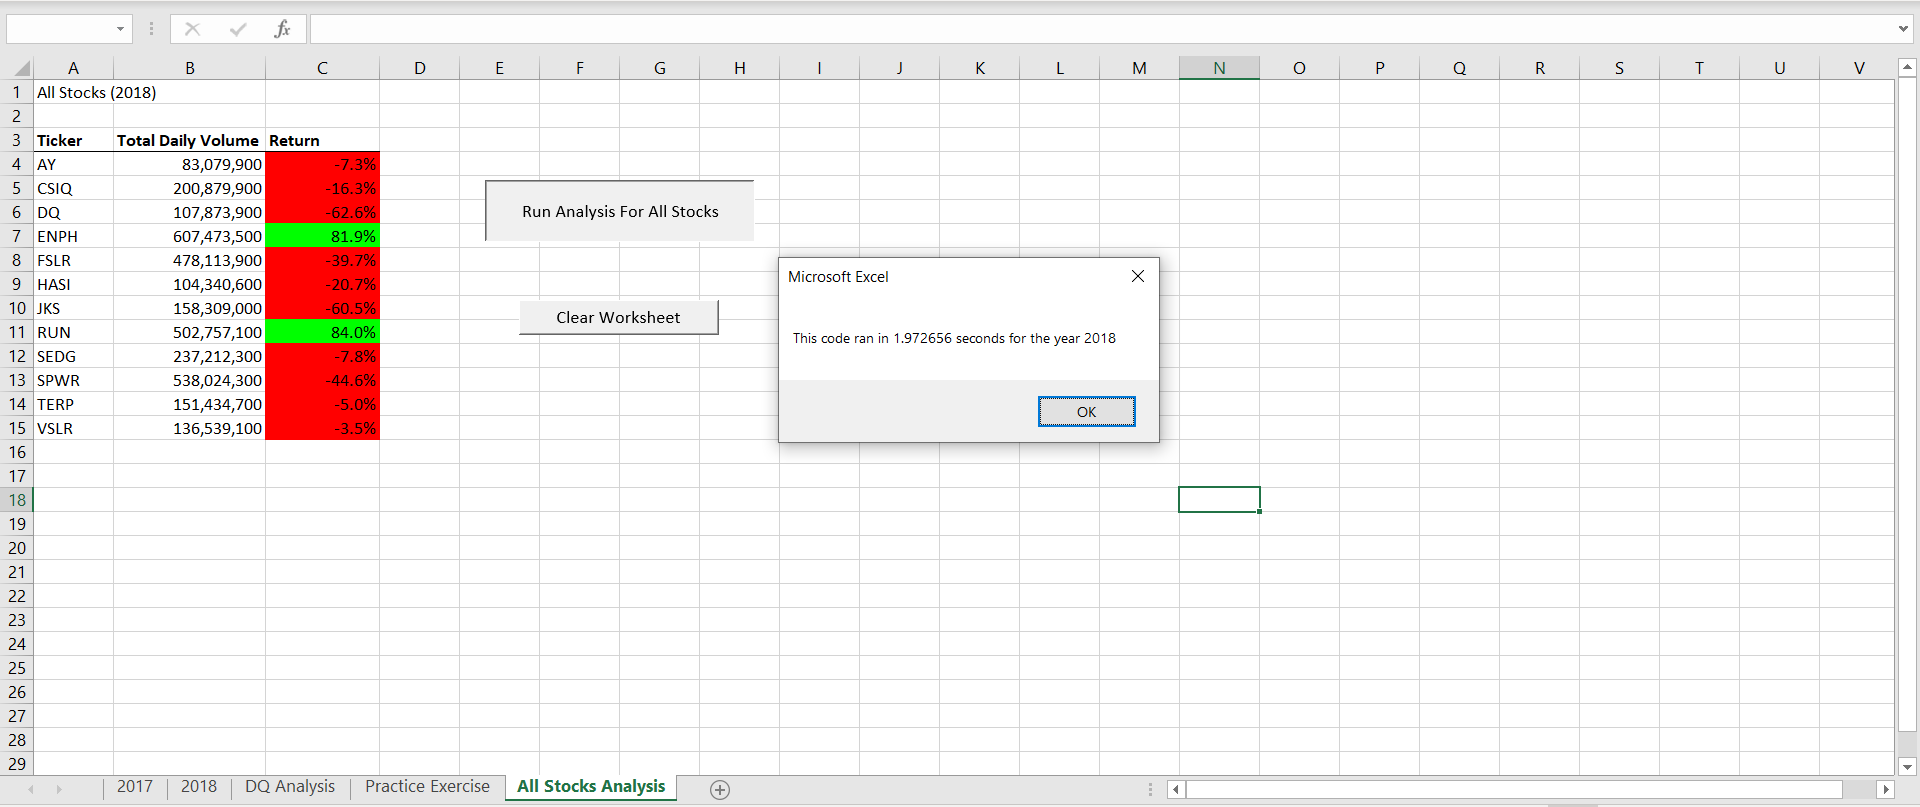 fx
A B C D E F G H I J K L M N O P Q R S T U V
1 All Stocks (2018)
2
3 Ticker Total Daily Volume Return
4 AY 83,079,900 -7.3%
5 CSIQ 200,879,900 -16.3%
6 DQ 107,873,900 -62.6%
7 ENPH 607,473,500 81.9%
8 FSLR 478,113,900 -39.7%
9 HASI 104,340,600 -20.7%
10 JKS 158,309,000 -60.5%
11 RUN 502,757,100 84.0%
12 SEDG 237,212,300 -7.8%
13 SPWR 538,024,300 -44.6%
14 TERP 151,434,700 -5.0%
15 VSLR 136,539,100 -3.5%
16
17
18
19
20
21
22
23
24
25
26
27
28
29
Run Analysis For All Stocks
Clear Worksheet
Microsoft Excel
This code ran in 1.972656 seconds for the year 2018
OK
2017 2018 DQ Analysis Practice Exercise All Stocks Analysis